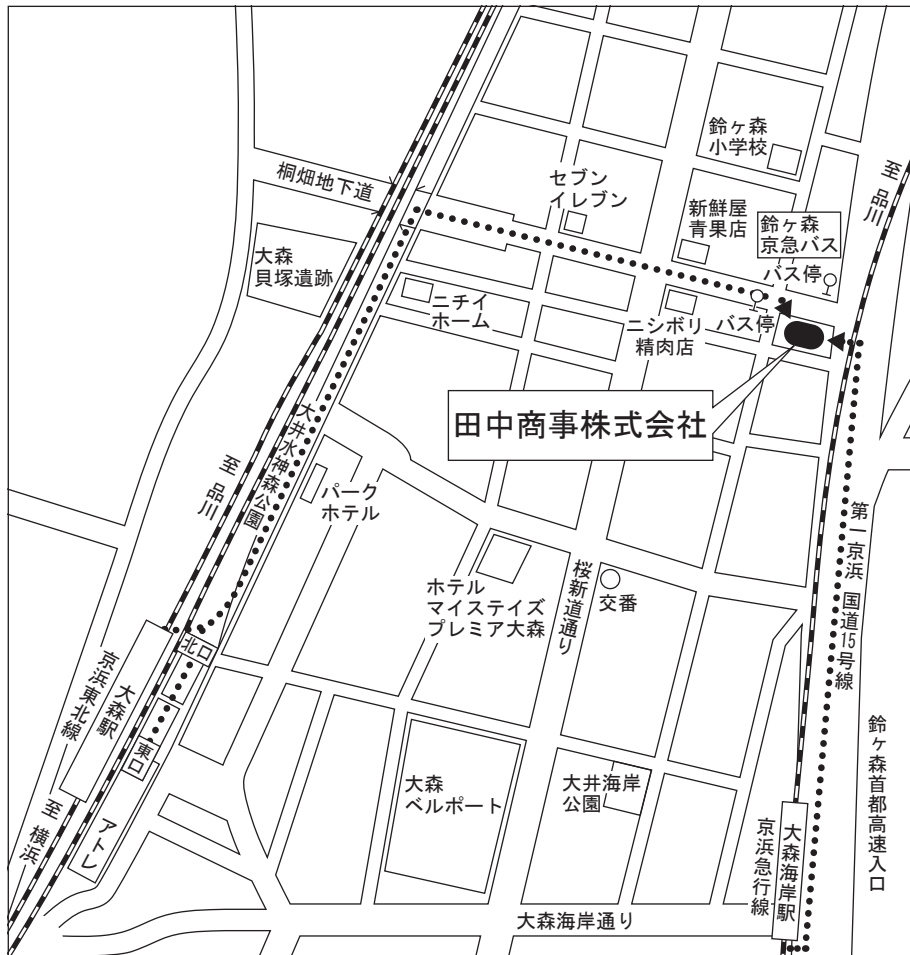 鈴ヶ森
小学校
至 品川
桐畑地下道
セブン
イレブン
新鮮屋
青果店
鈴ヶ森
京急バス
バス停
大森
貝塚遺跡
ニチイ
ホーム
ニシボリ
精肉店
バス停
田中商事株式会社
大井水神森公園
至 品川
パーク
ホテル
第一京浜 国道15号線
ホテル
マイステイズ
プレミア大森
桜新道通り
交番
北口
大森駅
京浜東北線
東口
鈴ヶ森首都高速入口
大森
ベルポート
大井海岸
公園
至 横浜
アトレ
大森海岸駅
京浜急行線
大森海岸通り